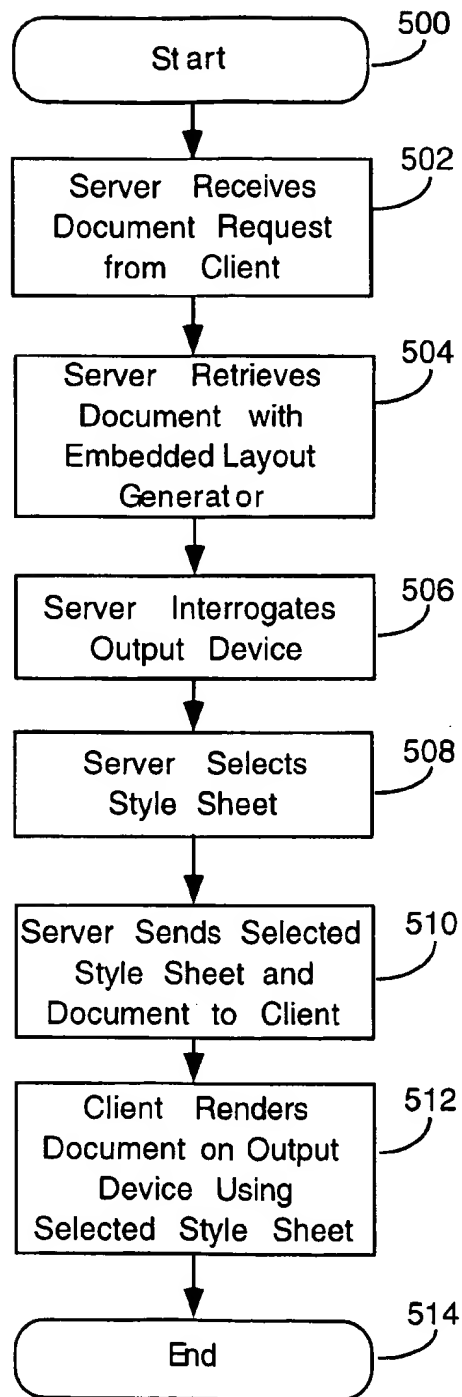 Start
500
Server Receives
Document Request
from Client
502
Server Retrieves
Document with
Embedded Layout
Generator
504
Server Interrogates
Output Device
506
Server Selects
Style Sheet
508
Server Sends Selected
Style Sheet and
Document to Client
510
Client Renders
Document on Output
Device Using
Selected Style Sheet
512
End
514